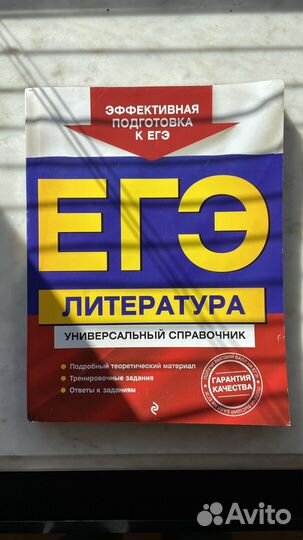 ЭФФЕКТИВНАЯ
ПОДГОТОВКА
К ЕГЭ
ЕГЭ
ЛИТЕРАТУРА
УНИВЕРСАЛЬНЫЙ СПРАВОЧНИК
Подробный теоретический материал
Тренировочные задания
Ответы к заданиям
ГАРАНТИЯ
КАЧЕСТВА
Avito